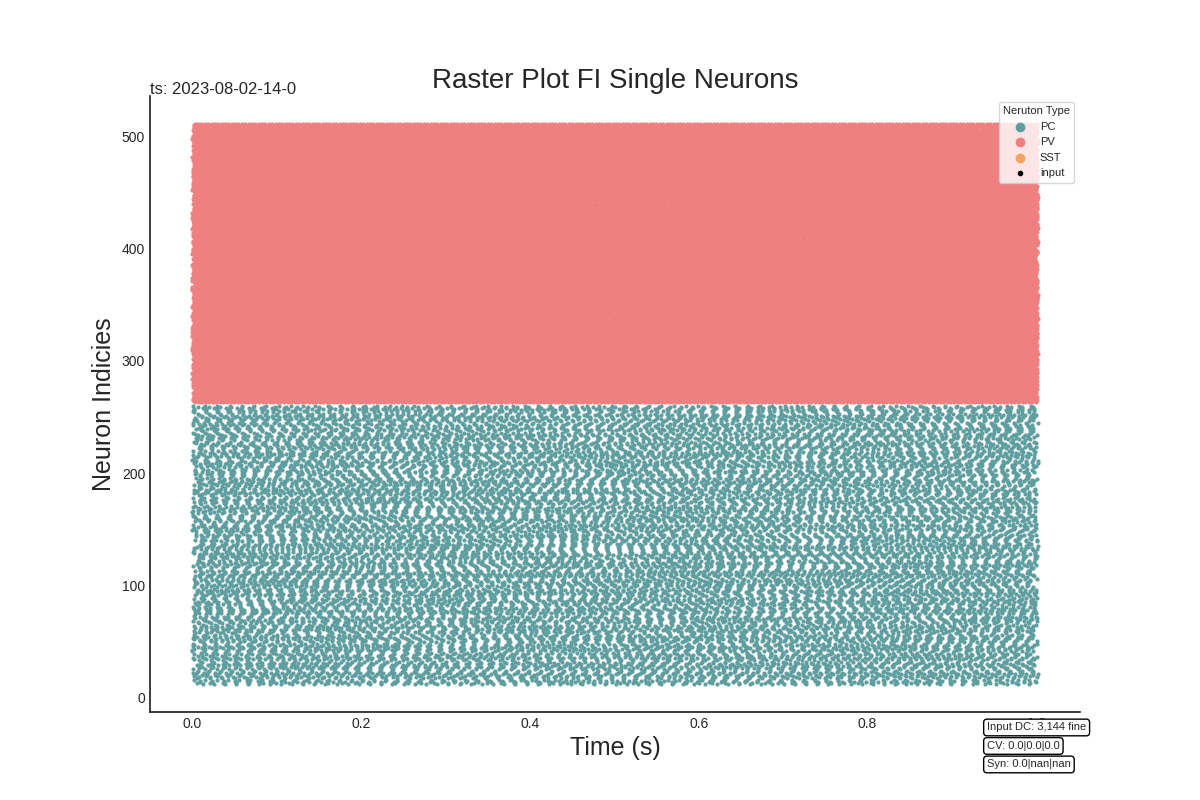 Raster Plot FI Single Neurons
ts: 2023-08-02-14-0
Neruton Type
PC
PV
SST
input
500
400
300
200
100
0
Neuron Indicies
0.0
0.2
0.4
0.6
0.8
Time (s)
Input DC: 3,144 fine
CV: 0.0|0.0|0.0
Syn: 0.0|nan|nan